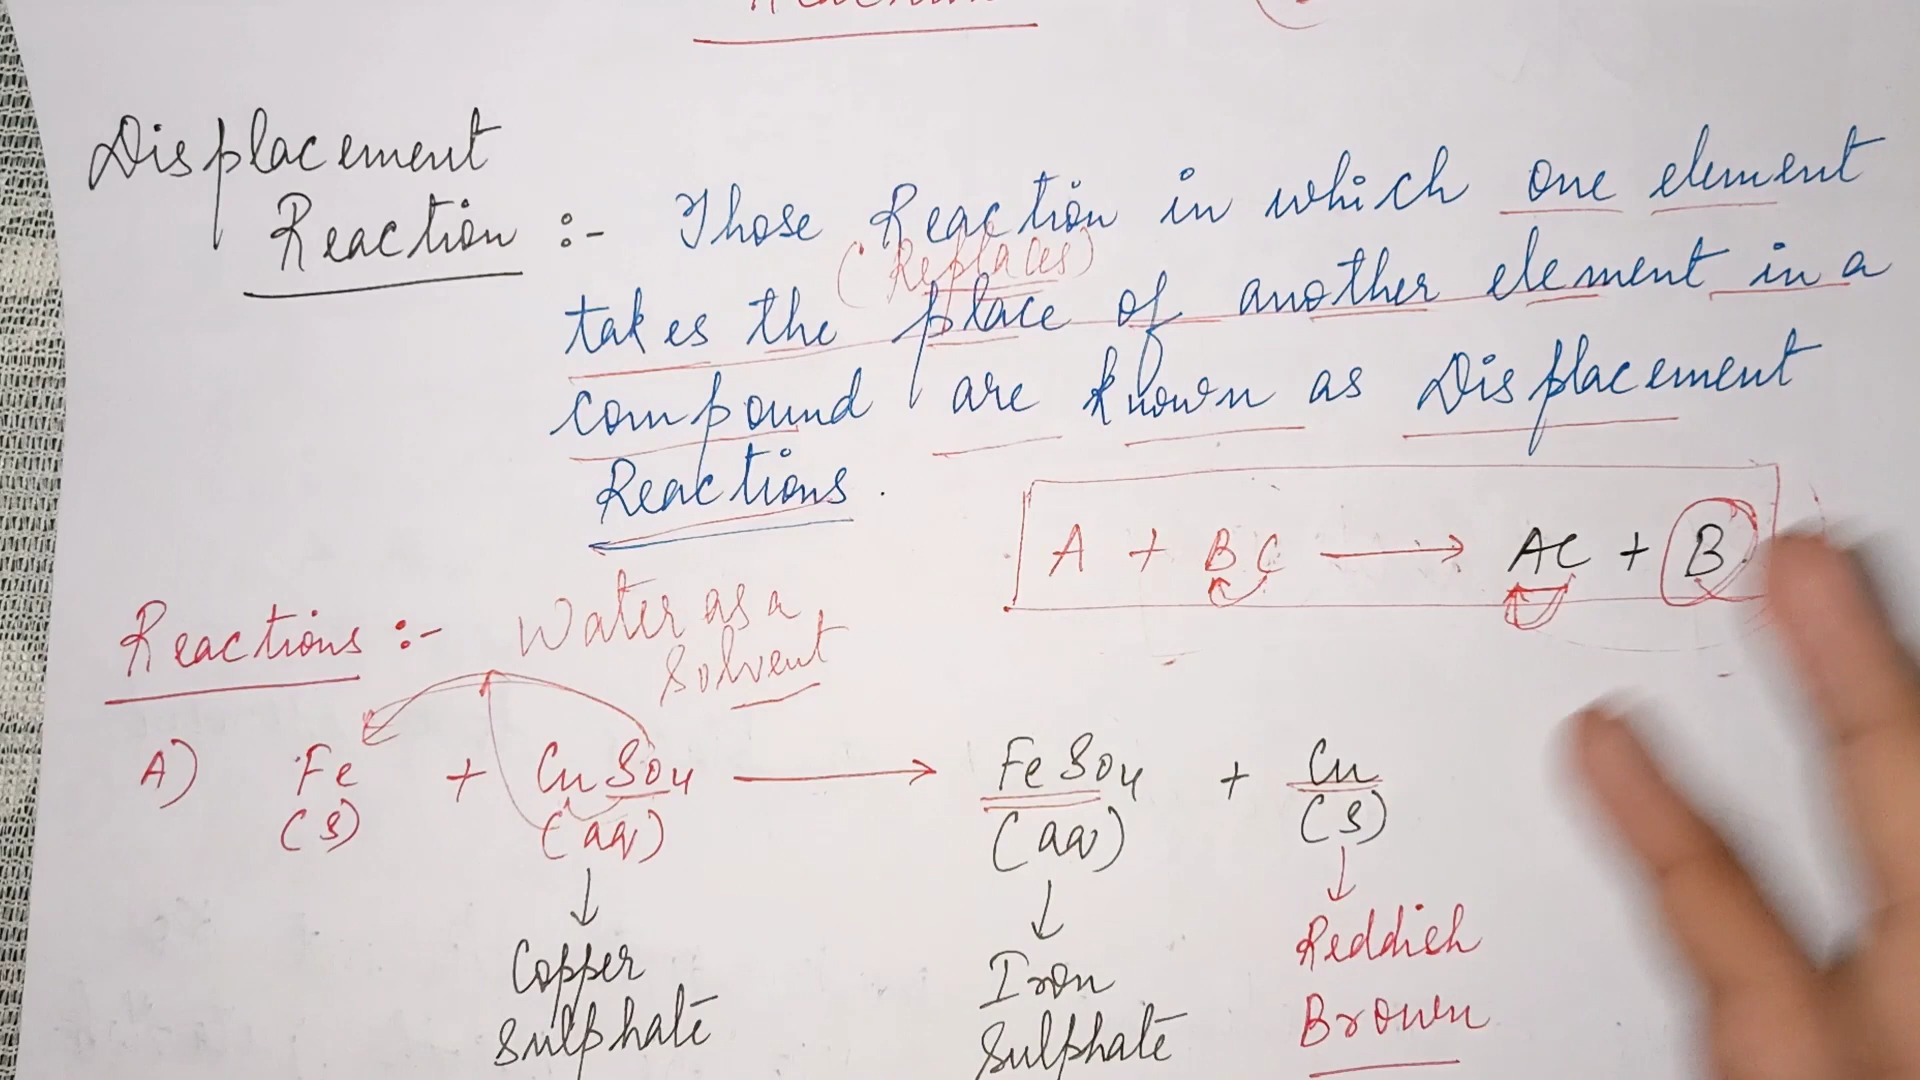 Displacement
Reaction :- Those Reaction in which one element
(Replaces)
takes the place of another element in a
compound are known as Displacement
Reactions.
A + BC → AC + B
Reactions :- Water as a
Solvent
A) Fe + CuSO4 → FeSO4 + Cu
(s) (aq) (aq) (s)
↓ ↓ ↓
Copper Iron Reddish
Sulphate Sulphate Brown